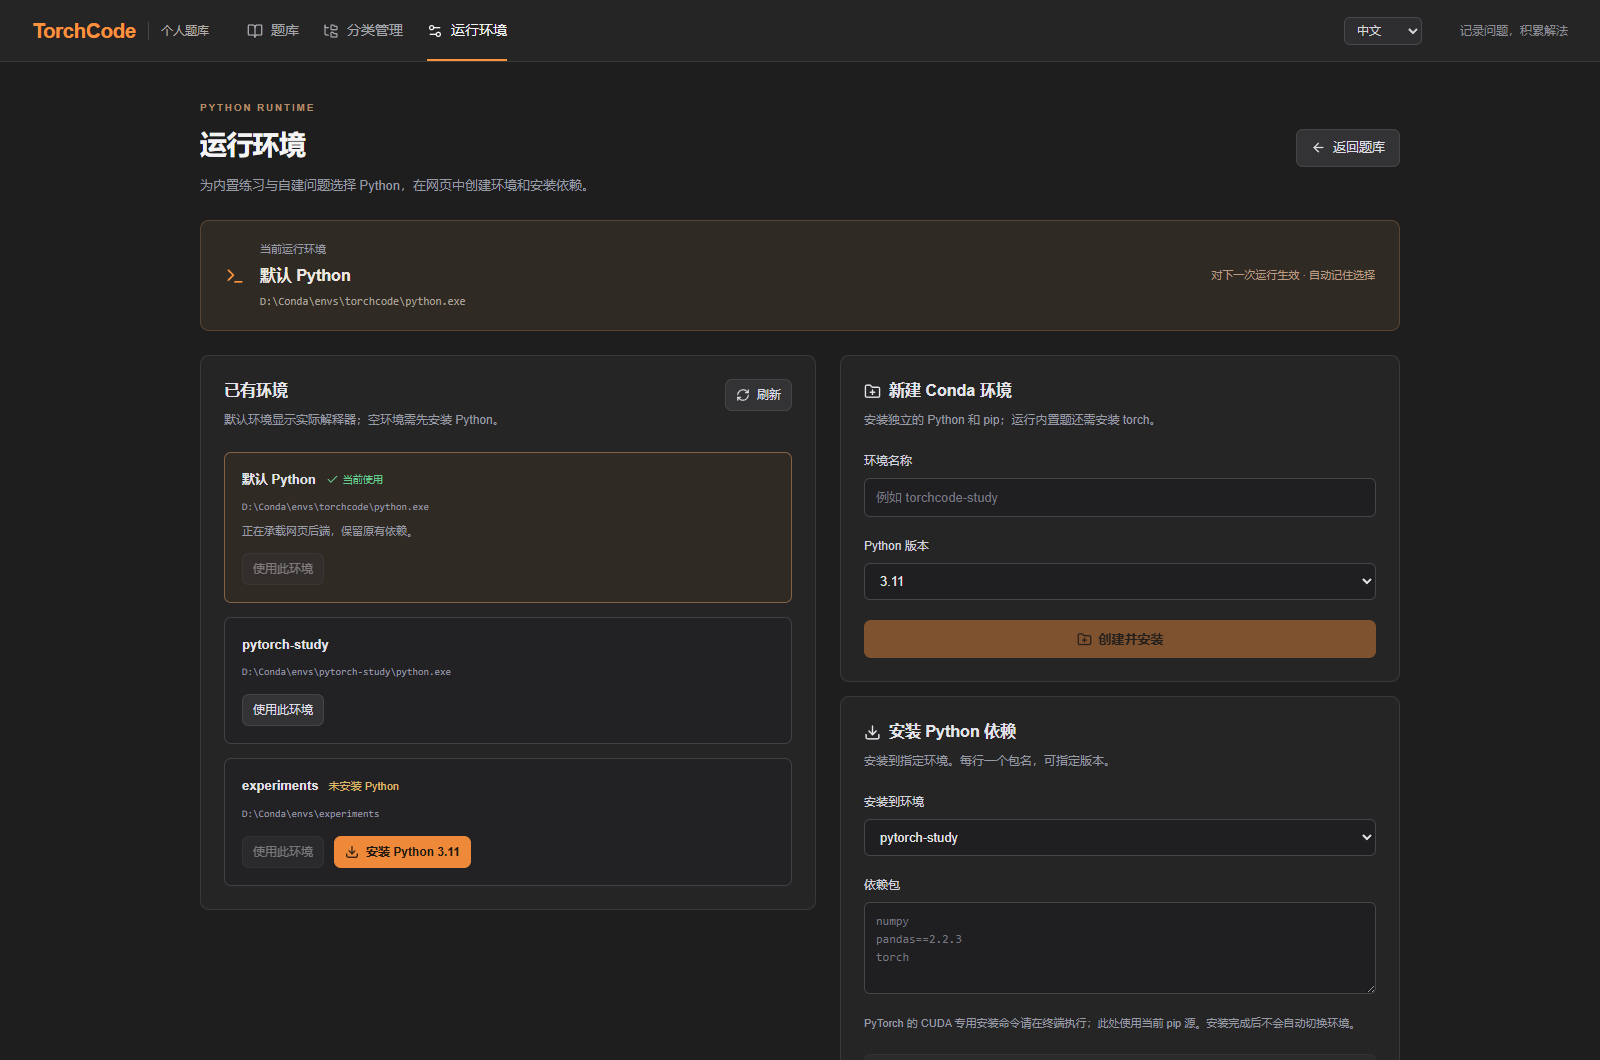 TorchCode
个人题库
题库
分类管理
运行环境
中文
记录问题，积累解法
PYTHON RUNTIME
运行环境
返回题库
为内置练习与自建问题选择 Python，在网页中创建环境和安装依赖。
当前运行环境
默认 Python
D:\Conda\envs\torchcode\python.exe
对下一次运行生效 · 自动记住选择
已有环境
刷新
默认环境显示实际解释器；空环境需先安装 Python。
默认 Python
当前使用
D:\Conda\envs\torchcode\python.exe
正在承载网页后端，保留原有依赖。
使用此环境
pytorch-study
D:\Conda\envs\pytorch-study\python.exe
使用此环境
experiments
未安装 Python
D:\Conda\envs\experiments
使用此环境
安装 Python 3.11
新建 Conda 环境
安装独立的 Python 和 pip；运行内置题还需安装 torch。
环境名称
例如 torchcode-study
Python 版本
3.11
创建并安装
安装 Python 依赖
安装到指定环境。每行一个包名，可指定版本。
安装到环境
pytorch-study
依赖包
numpy
pandas==2.2.3
torch
PyTorch 的 CUDA 专用安装命令请在终端执行；此处使用当前 pip 源。安装完成后不会自动切换环境。